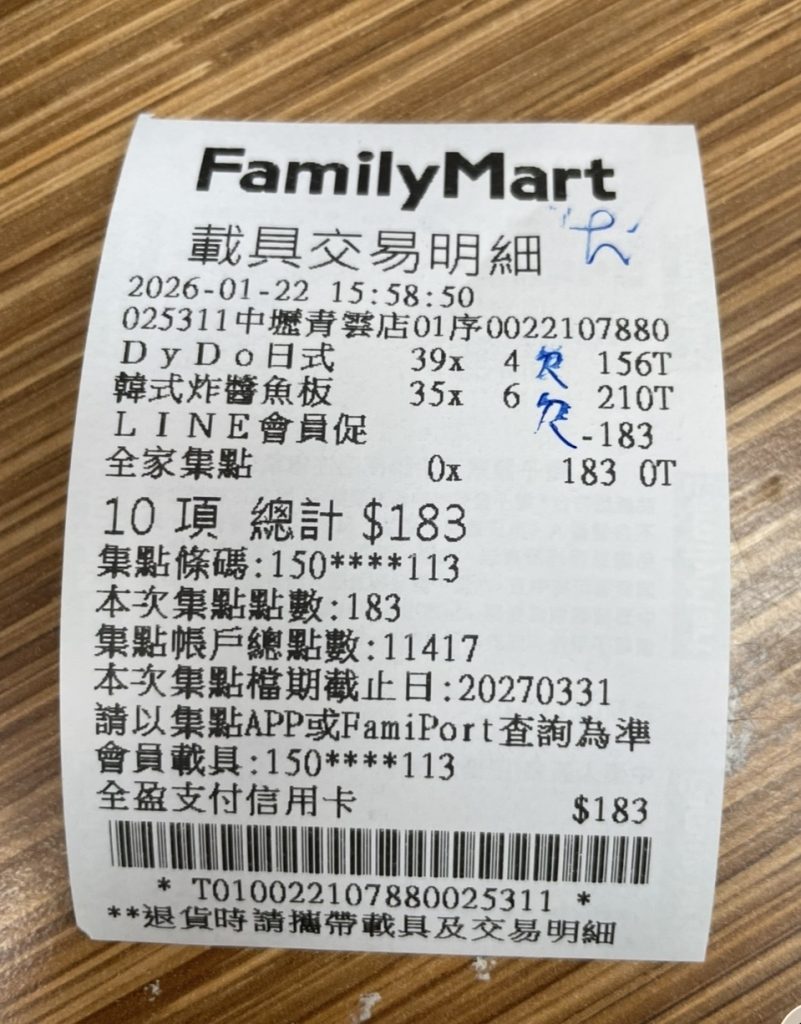 FamilyMart
載具交易明細
2026-01-22 15:58:50
025311中壢青雲店01序0022107880
DyDo日式 39x 4 欠 156T
韓式炸醬魚板 35x 6 欠 210T
LINE會員促 -183
全家集點 0x 183 0T
10 項 總計 $183
集點條碼:150****113
本次集點點數:183
集點帳戶總點數:11417
本次集點檔期截止日:20270331
請以集點APP或FamiPort查詢為準
會員載具:150****113
全盈支付信用卡 $183
* T010022107880025311 *
**退貨時請攜帶載具及交易明細